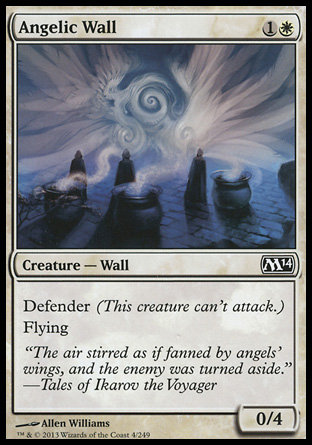 Angelic Wall 1
Creature — Wall M14
Defender (This creature can't attack.)
Flying
"The air stirred as if fanned by angels'
wings, and the enemy was turned aside."
—Tales of Ikarov the Voyager
Allen Williams
™ & © 2013 Wizards of the Coast 4/249
0/4